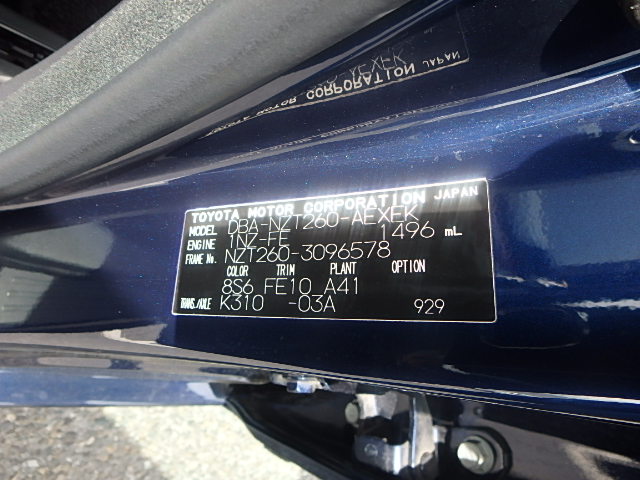 TOYOTA MOTOR CORPORATION JAPAN
MODEL DBA-NZT260-AEXEK
ENGINE 1NZ-FE 1496 mL
FRAME No. NZT260-3096578
COLOR TRIM PLANT OPTION
8S6 FE10 A41
TRANS./AXLE K310 -03A 929